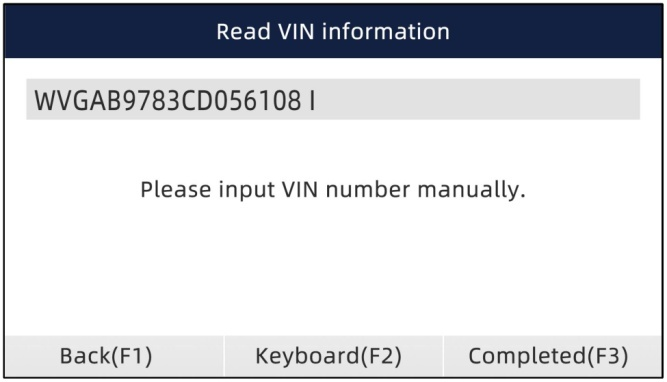 Read VIN information
WVGAB9783CD056108 I
Please input VIN number manually.
Back(F1) Keyboard(F2) Completed(F3)